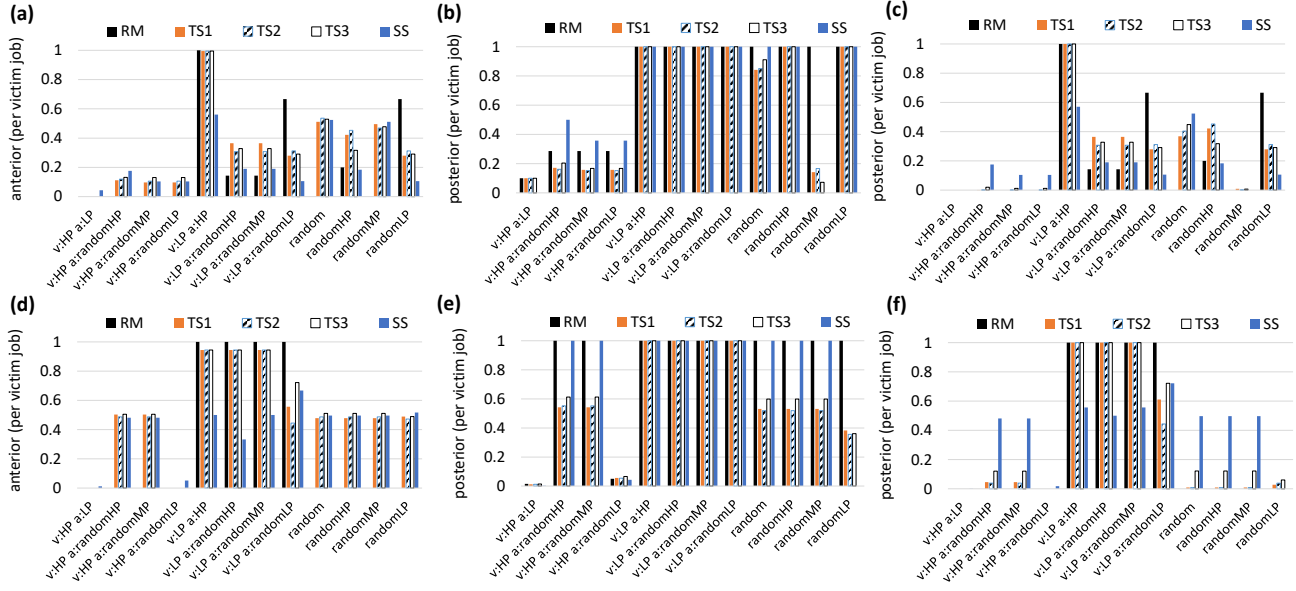 (a)
RM TS1 TS2 TS3 SS
anterior (per victim job)
1
0.8
0.6
0.4
0.2
0
v:HP a:LP
v:HP a:randomHP
v:HP a:randomMP
v:HP a:randomLP
v:LP a:HP
v:LP a:randomHP
v:LP a:randomMP
v:LP a:randomLP
random
randomHP
randomMP
randomLP
(b)
RM TS1 TS2 TS3 SS
posterior (per victim job)
1
0.8
0.6
0.4
0.2
0
v:HP a:LP
v:HP a:randomHP
v:HP a:randomMP
v:HP a:randomLP
v:LP a:HP
v:LP a:randomHP
v:LP a:randomMP
v:LP a:randomLP
random
randomHP
randomMP
randomLP
(c)
RM TS1 TS2 TS3 SS
posterior (per victim job)
1
0.8
0.6
0.4
0.2
0
v:HP a:LP
v:HP a:randomHP
v:HP a:randomMP
v:HP a:randomLP
v:LP a:HP
v:LP a:randomHP
v:LP a:randomMP
v:LP a:randomLP
random
randomHP
randomMP
randomLP
(d)
RM TS1 TS2 TS3 SS
anterior (per victim job)
1
0.8
0.6
0.4
0.2
0
v:HP a:LP
v:HP a:randomHP
v:HP a:randomMP
v:HP a:randomLP
v:LP a:HP
v:LP a:randomHP
v:LP a:randomMP
v:LP a:randomLP
random
randomHP
randomMP
randomLP
(e)
RM TS1 TS2 TS3 SS
posterior (per victim job)
1
0.8
0.6
0.4
0.2
0
v:HP a:LP
v:HP a:randomHP
v:HP a:randomMP
v:HP a:randomLP
v:LP a:HP
v:LP a:randomHP
v:LP a:randomMP
v:LP a:randomLP
random
randomHP
randomMP
randomLP
(f)
RM TS1 TS2 TS3 SS
posterior (per victim job)
1
0.8
0.6
0.4
0.2
0
v:HP a:LP
v:HP a:randomHP
v:HP a:randomMP
v:HP a:randomLP
v:LP a:HP
v:LP a:randomHP
v:LP a:randomMP
v:LP a:randomLP
random
randomHP
randomMP
randomLP